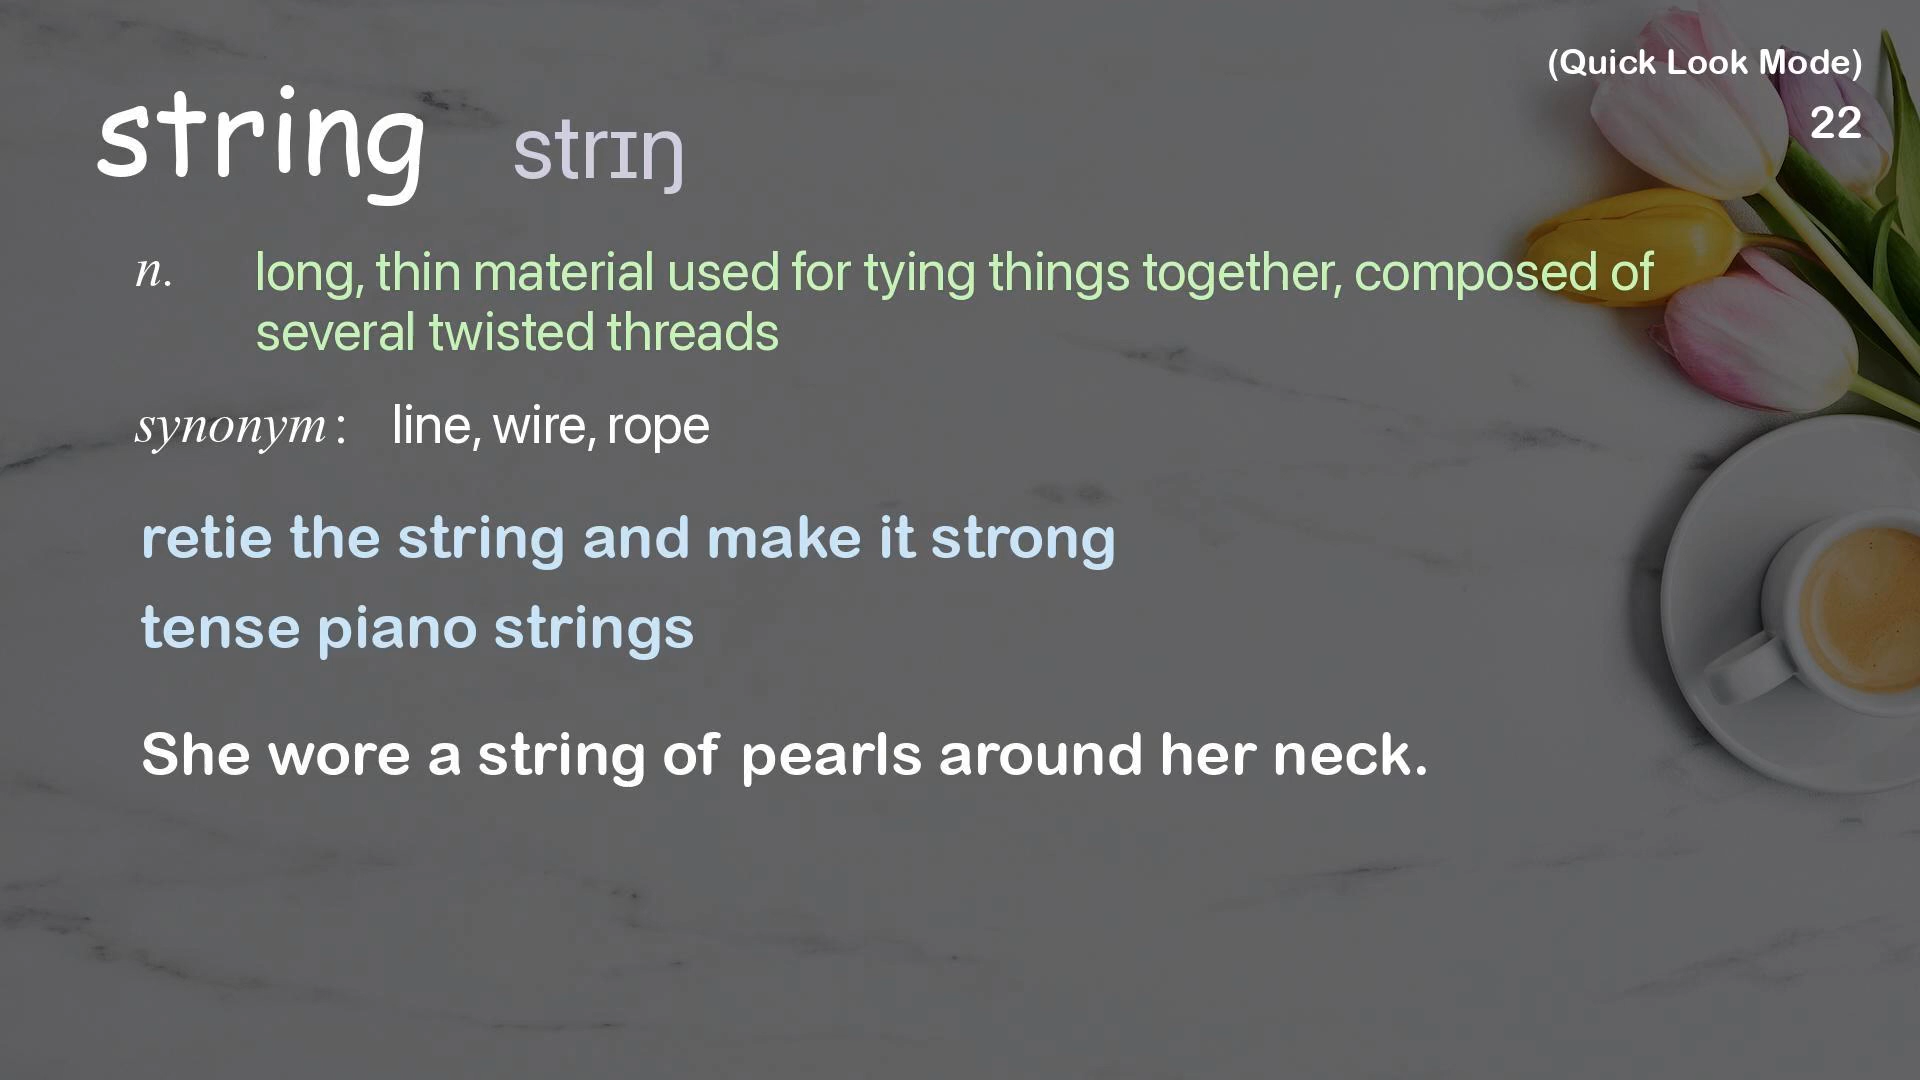 (Quick Look Mode)
22
string strɪŋ
n. long, thin material used for tying things together, composed of
several twisted threads
synonym: line, wire, rope
retie the string and make it strong
tense piano strings
She wore a string of pearls around her neck.